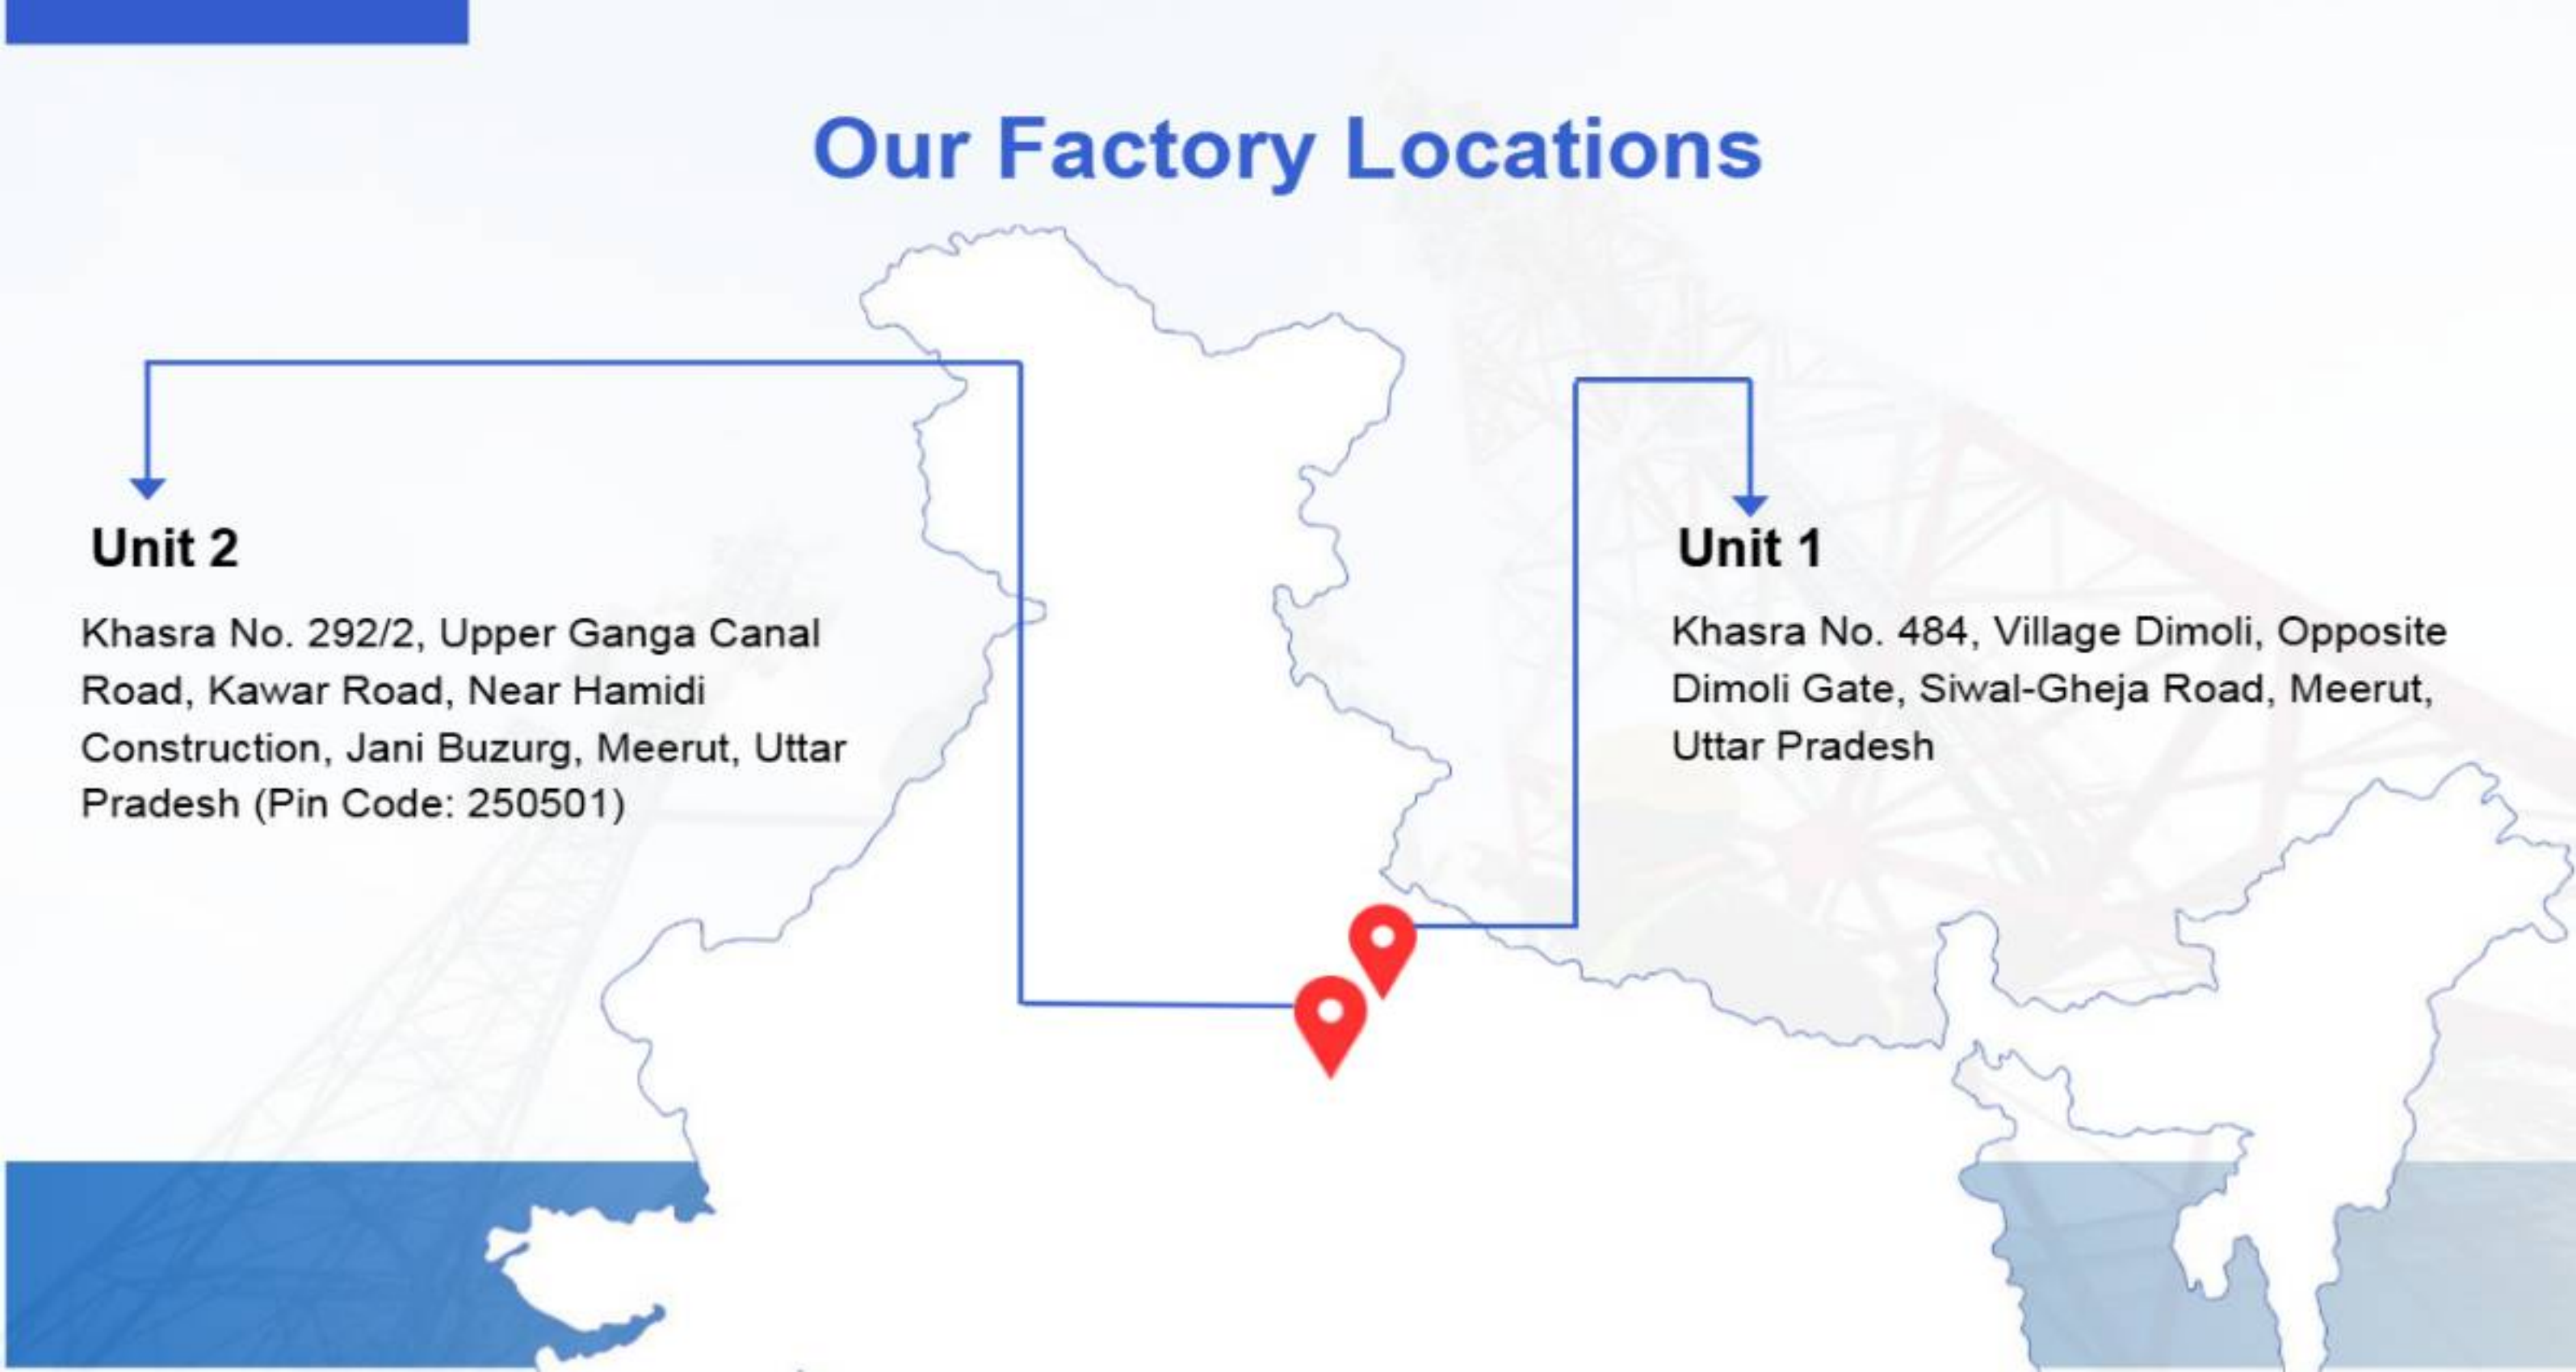 Our Factory Locations
Unit 2
Khasra No. 292/2, Upper Ganga Canal
Road, Kawar Road, Near Hamidi
Construction, Jani Buzurg, Meerut, Uttar
Pradesh (Pin Code: 250501)
Unit 1
Khasra No. 484, Village Dimoli, Opposite
Dimoli Gate, Siwal-Gheja Road, Meerut,
Uttar Pradesh